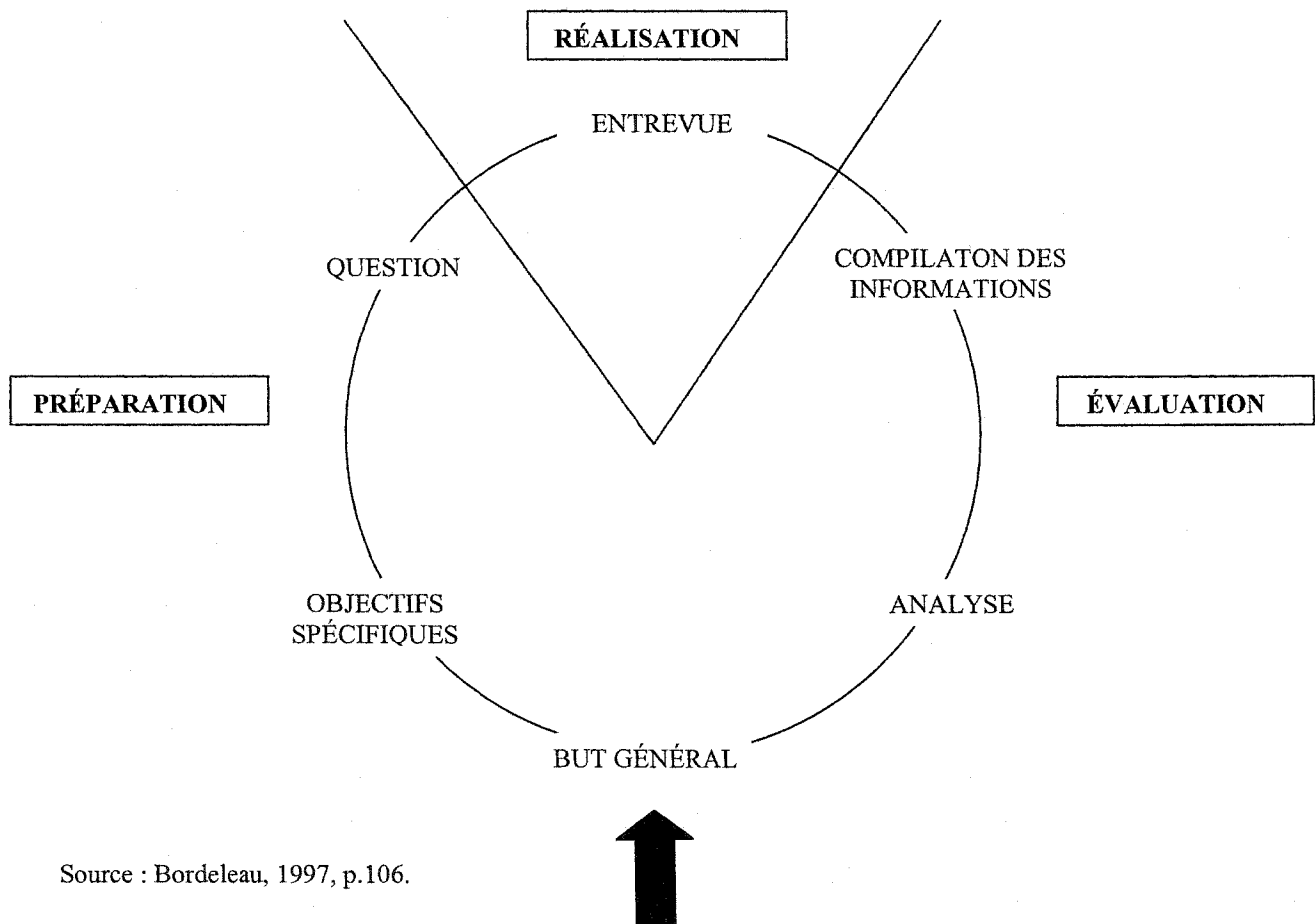 RÉALISATION
ENTREVUE
QUESTION
COMPILATON DES
INFORMATIONS
PRÉPARATION
ÉVALUATION
OBJECTIFS
SPÉCIFIQUES
ANALYSE
BUT GÉNÉRAL
Source : Bordeleau, 1997, p.106.